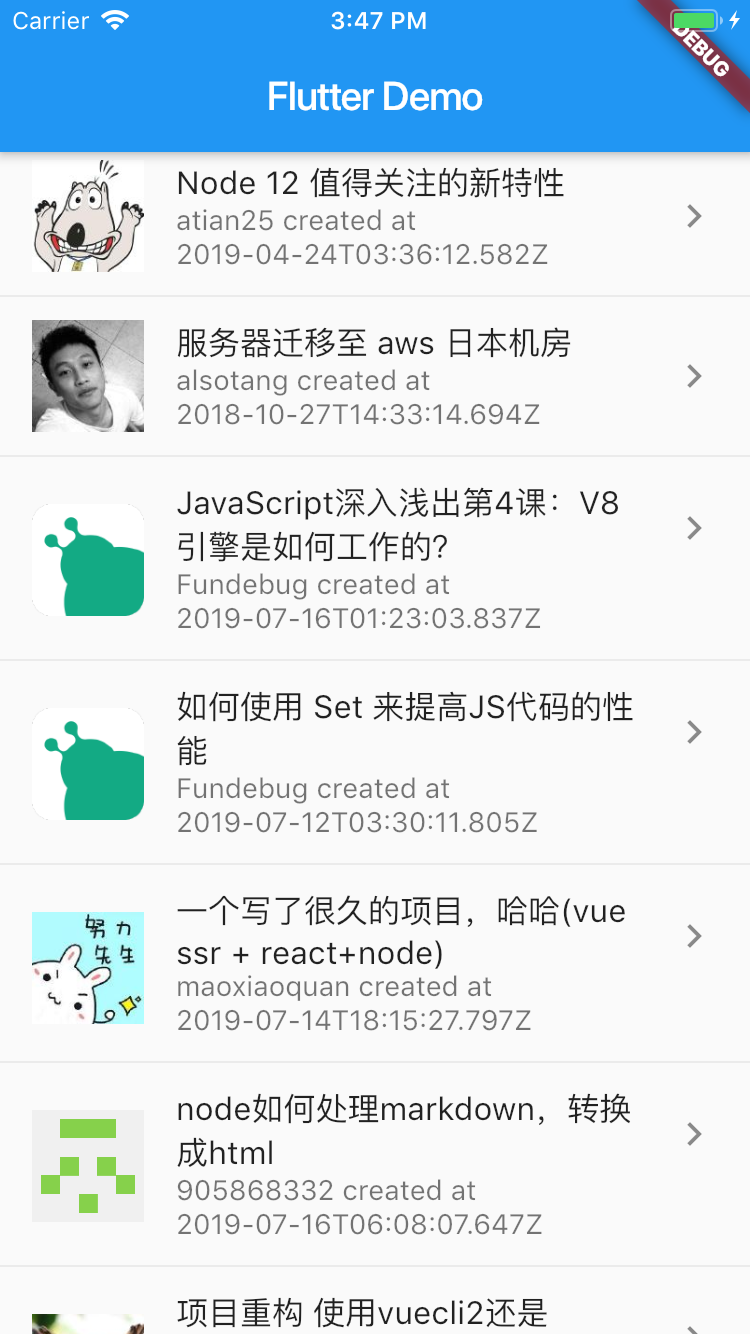 Carrier 3:47 PM
DEBUG
Flutter Demo
Node 12 值得关注的新特性
atian25 created at
2019-04-24T03:36:12.582Z
服务器迁移至 aws 日本机房
alsotang created at
2018-10-27T14:33:14.694Z
JavaScript深入浅出第4课：V8
引擎是如何工作的?
Fundebug created at
2019-07-16T01:23:03.837Z
如何使用 Set 来提高JS代码的性
能
Fundebug created at
2019-07-12T03:30:11.805Z
努力
先生
一个写了很久的项目，哈哈(vue
ssr + react+node)
maoxiaoquan created at
2019-07-14T18:15:27.797Z
node如何处理markdown，转换
成html
905868332 created at
2019-07-16T06:08:07.647Z
项目重构 使用vuecli2还是